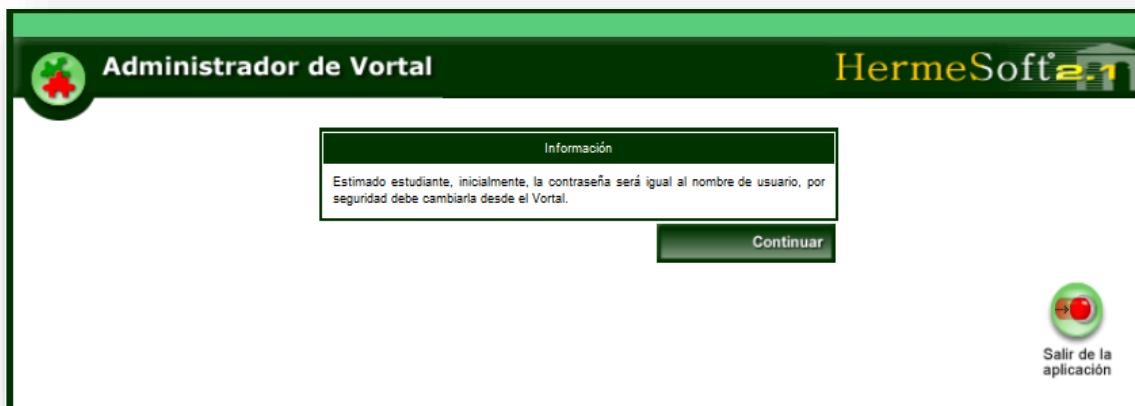 Administrador de Vortal
HermeSoft 2.1
Información
Estimado estudiante, inicialmente, la contraseña será igual al nombre de usuario, por
seguridad debe cambiarla desde el Vortal.
Continuar
Salir de la
aplicación